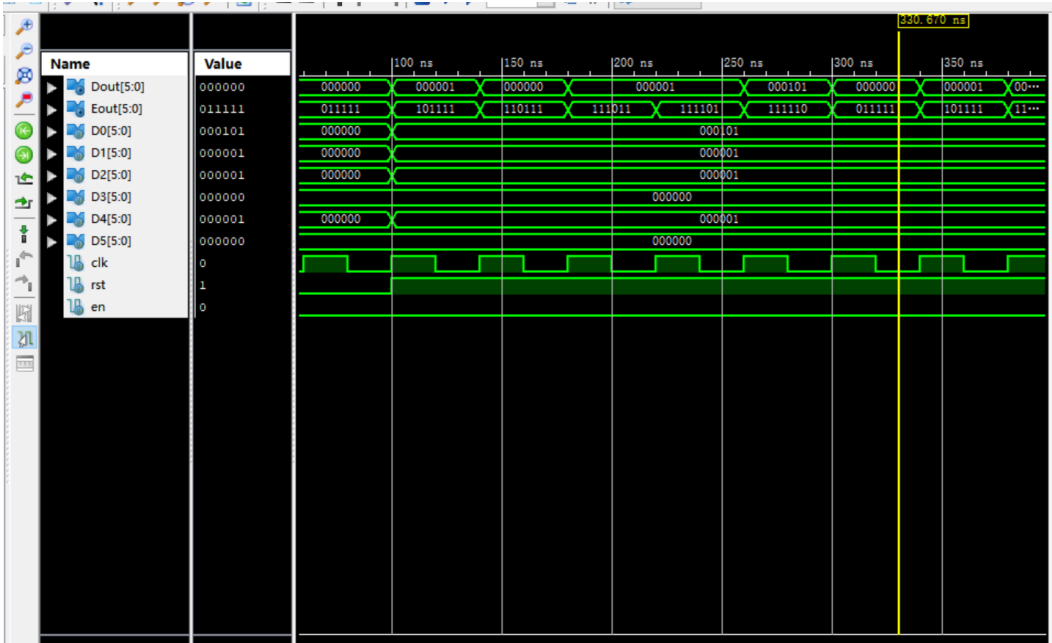 330.670 ns
Name Value
100 ns 150 ns 200 ns 250 ns 300 ns 350 ns
Dout[5:0] 000000 000000 000001 000000 000001 000101 000000 000001 00...
Eout[5:0] 011111 011111 101111 110111 111011 111101 111110 011111 101111 11...
D0[5:0] 000101 000000 000101
D1[5:0] 000001 000000 000001
D2[5:0] 000001 000000 000001
D3[5:0] 000000 000000
D4[5:0] 000001 000000 000001
D5[5:0] 000000 000000
clk 0
rst 1
en 0